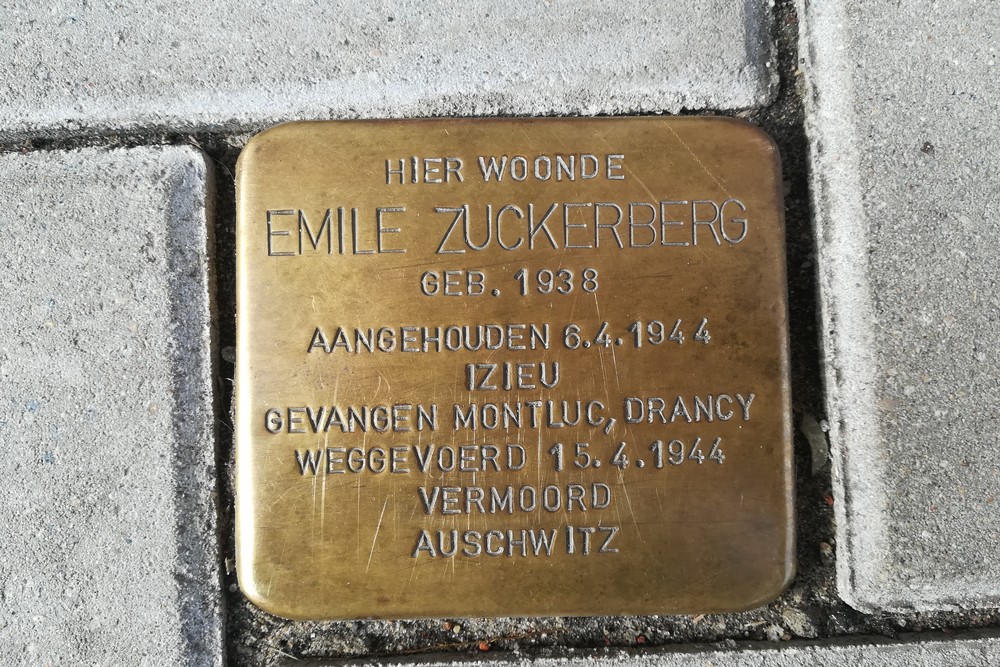 HIER WOONDE
EMILE ZUCKERBERG
GEB. 1938
AANGEHOUDEN 6.4.1944
IZIEU
GEVANGEN MONTLUC, DRANCY
WEGGEVOERD 15.4.1944
VERMOORD
AUSCHWITZ